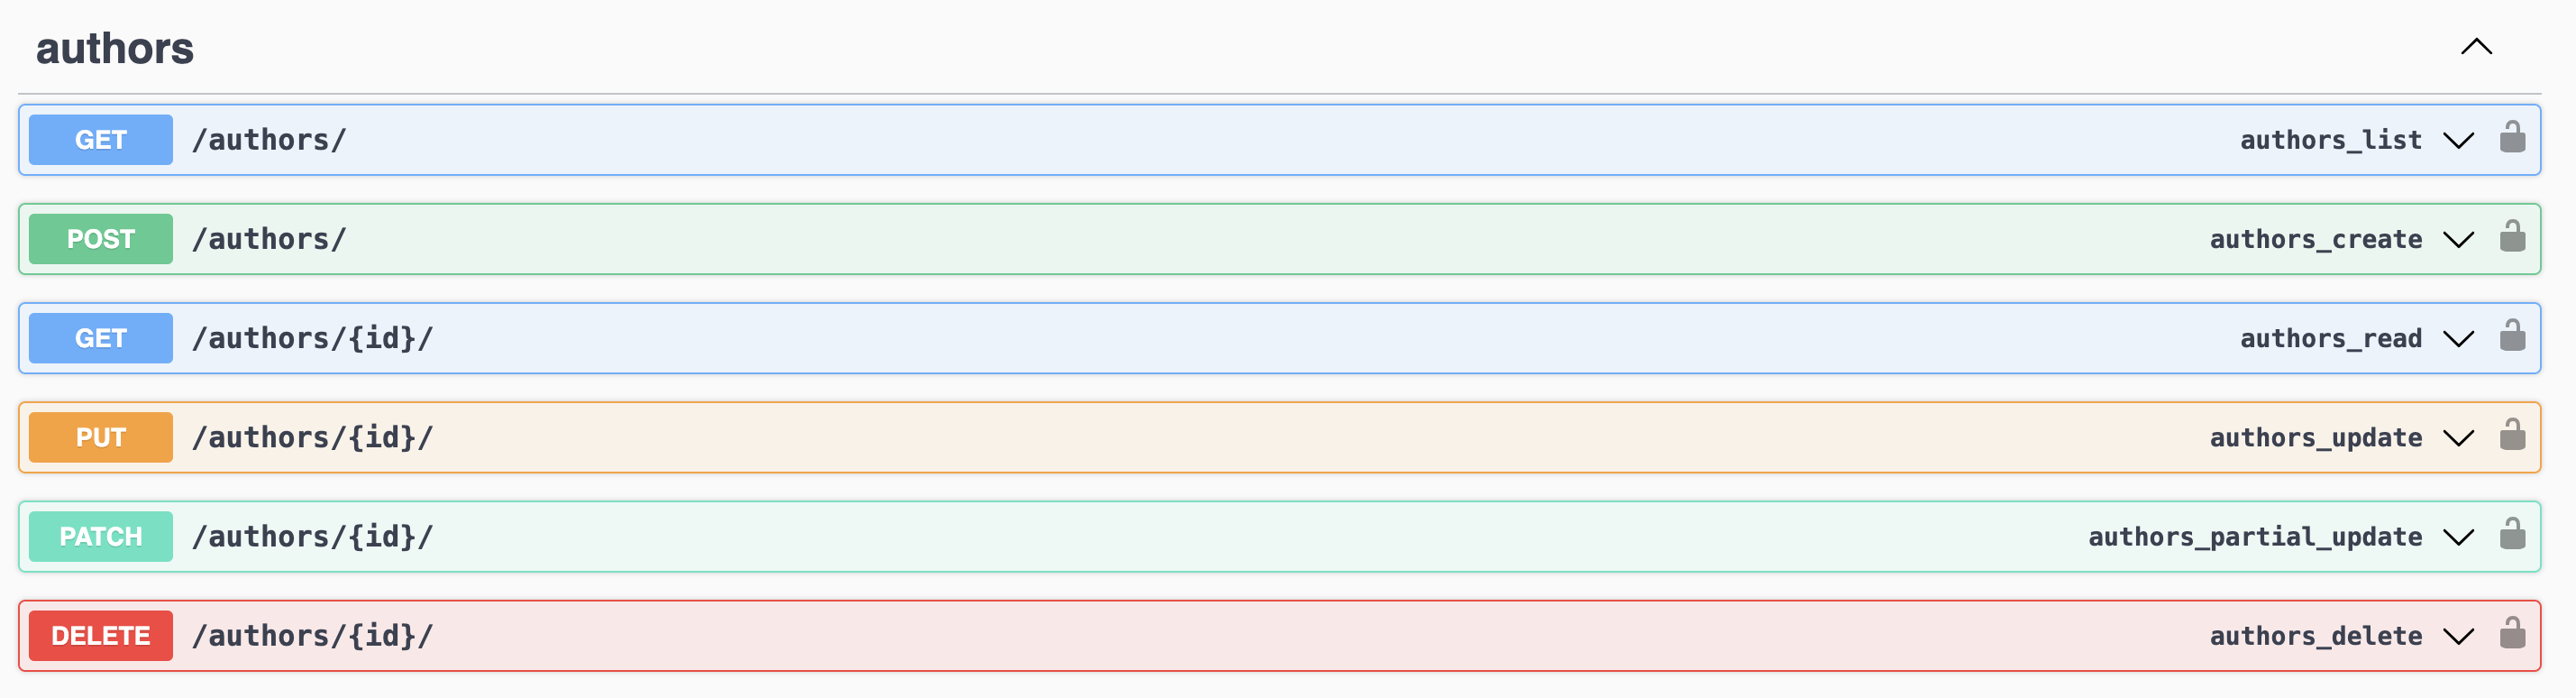 authors
GET /authors/ authors_list
POST /authors/ authors_create
GET /authors/{id}/ authors_read
PUT /authors/{id}/ authors_update
PATCH /authors/{id}/ authors_partial_update
DELETE /authors/{id}/ authors_delete